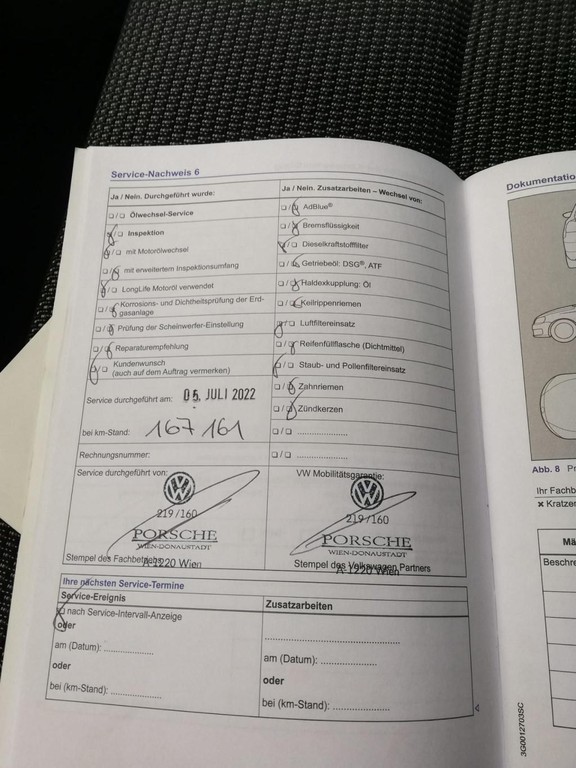 Service-Nachweis 6
Ja / Nein. Durchgeführt wurde:
❑/❑ Ölwechsel-Service
❑/❑ Inspektion
❑/❑ mit Motorölwechsel
❑/❑ mit erweitertem Inspektionsumfang
❑/❑ LongLife Motoröl verwendet
❑/❑ Korrosions- und Dichtheitsprüfung der Erd-
gasanlage
❑/❑ Prüfung der Scheinwerfer-Einstellung
❑/❑ Reparaturempfehlung
❑/❑ Kundenwunsch
(auch auf dem Auftrag vermerken)
Service durchgeführt am: 05. JULI 2022
bei km-Stand: 167 161
Rechnungsnummer:
Ja / Nein. Zusatzarbeiten – Wechsel von:
❑/❑ AdBlue®
❑/❑ Bremsflüssigkeit
❑/❑ Dieselkraftstofffilter
❑/❑ Getriebeöl: DSG®, ATF
❑/❑ Haldexkupplung: Öl
❑/❑ Keilrippenriemen
❑/❑ Luftfiltereinsatz
❑/❑ Reifenfüllflasche (Dichtmittel)
❑/❑ Staub- und Pollenfiltereinsatz
❑/❑ Zahnriemen
❑/❑ Zündkerzen
❑/❑ ....................
❑/❑ ....................
Service durchgeführt von:
219/160
PORSCHE
WIEN-DONAUSTADT
A-1220 Wien
Stempel des Fachbetriebs
VW Mobilitätsgarantie:
219/160
PORSCHE
WIEN-DONAUSTADT
A-1220 Wien
Stempel des Volkswagen Partners
Ihre nächsten Service-Termine
Service-Ereignis
❑ nach Service-Intervall-Anzeige
oder
am (Datum): ....................
oder
bei (km-Stand): ....................
Zusatzarbeiten
....................
am (Datum): ....................
oder
bei (km-Stand): ....................
Dokumentatio
Abb. 8
Ihr Fachb
× Kratzer
Beschre
3G0012703SC